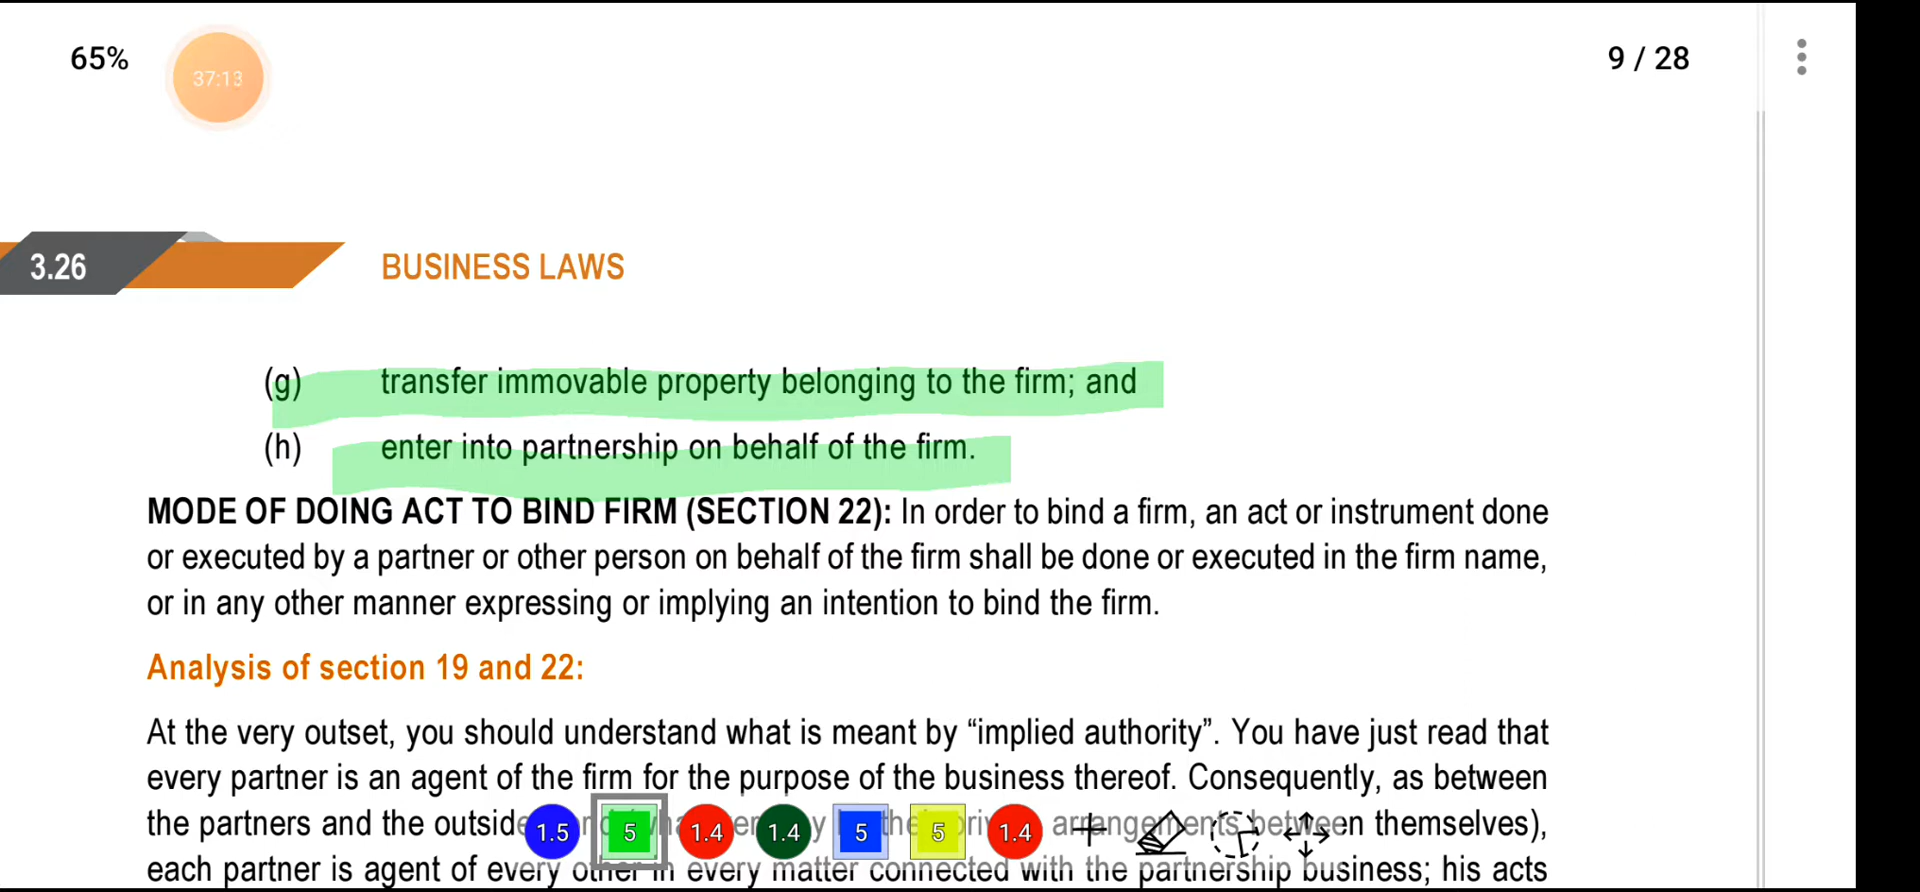 65%
37:13
9 / 28
3.26
BUSINESS LAWS
(g) transfer immovable property belonging to the firm; and
(h) enter into partnership on behalf of the firm.
MODE OF DOING ACT TO BIND FIRM (SECTION 22): In order to bind a firm, an act or instrument done
or executed by a partner or other person on behalf of the firm shall be done or executed in the firm name,
or in any other manner expressing or implying an intention to bind the firm.
Analysis of section 19 and 22:
At the very outset, you should understand what is meant by “implied authority”. You have just read that
every partner is an agent of the firm for the purpose of the business thereof. Consequently, as between
the partners and the arrangements between themselves),
1.5 5 1.4 1.4 5 5 1.4
each partner is agent of every other in every matter connected with the partnership business; his acts